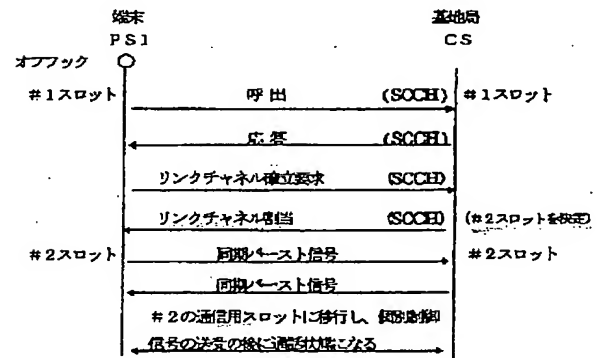 端末 基地局
PS1 CS
オフフック
#1スロット 呼出 (SCCH) #1スロット
応答 (SCCH)
リンクチャネル確立要求 (SCCH)
リンクチャネル割当 (SCCH) (#2スロットを決定)
#2スロット 同期バースト信号 #2スロット
同期バースト信号
#2の通信用スロットに移行し、個別制御
信号の送受の後に通話状態になる